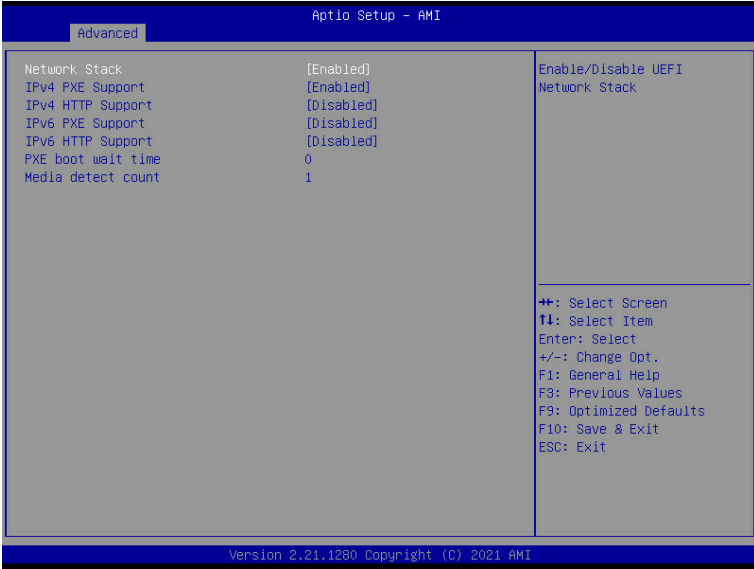 Aptio Setup – AMI
Advanced
Network Stack [Enabled]
IPv4 PXE Support [Enabled]
IPv4 HTTP Support [Disabled]
IPv6 PXE Support [Disabled]
IPv6 HTTP Support [Disabled]
PXE boot wait time 0
Media detect count 1
Enable/Disable UEFI
Network Stack
→←: Select Screen
↑↓: Select Item
Enter: Select
+/-: Change Opt.
F1: General Help
F3: Previous Values
F9: Optimized Defaults
F10: Save & Exit
ESC: Exit
Version 2.21.1280 Copyright (C) 2021 AMI